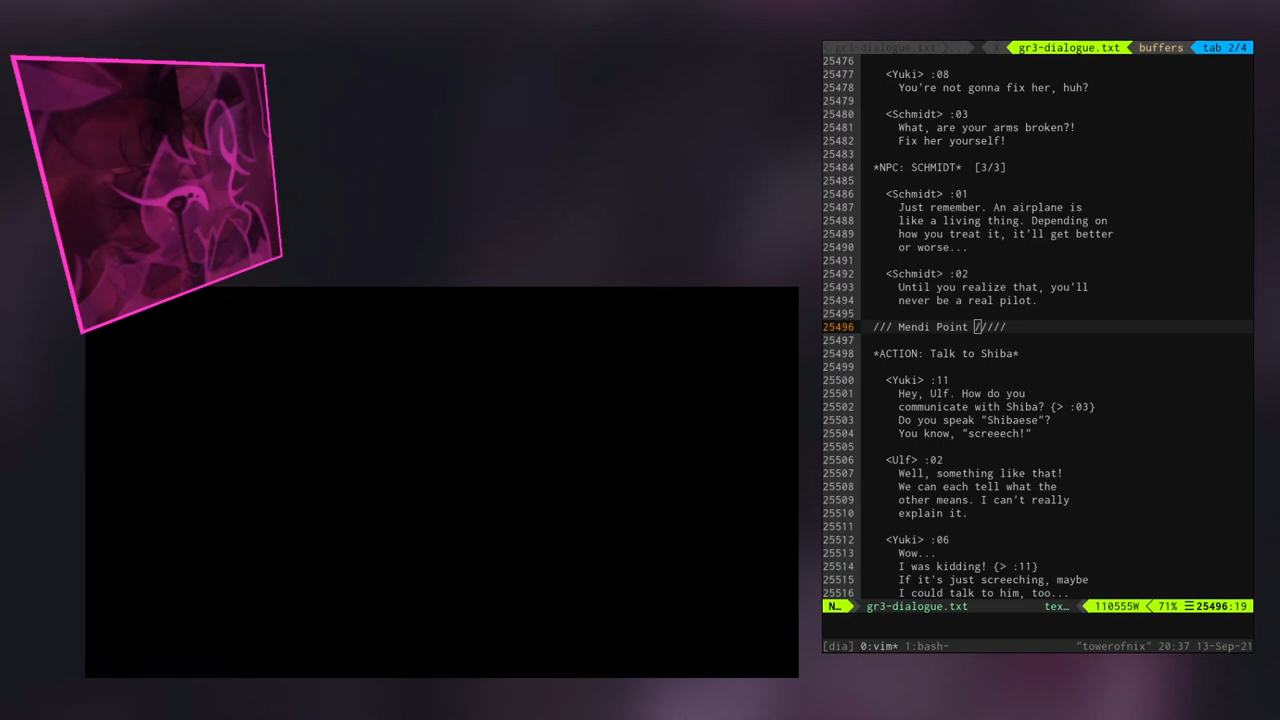 gr3-dialogue.txt gr3-dialogue.txt buffers tab 2/4
25476
25477 <Yuki> :08
25478 You're not gonna fix her, huh?
25479
25480 <Schmidt> :03
25481 What, are your arms broken?!
25482 Fix her yourself!
25483
25484 *NPC: SCHMIDT* [3/3]
25485
25486 <Schmidt> :01
25487 Just remember. An airplane is
25488 like a living thing. Depending on
25489 how you treat it, it'll get better
25490 or worse...
25491
25492 <Schmidt> :02
25493 Until you realize that, you'll
25494 never be a real pilot.
25495
25496 /// Mendi Point /////
25497
25498 *ACTION: Talk to Shiba*
25499
25500 <Yuki> :11
25501 Hey, Ulf. How do you
25502 communicate with Shiba? {> :03}
25503 Do you speak "Shibaese"?
25504 You know, "screeech!"
25505
25506 <Ulf> :02
25507 Well, something like that!
25508 We can each tell what the
25509 other means. I can't really
25510 explain it.
25511
25512 <Yuki> :06
25513 Wow...
25514 I was kidding! {> :11}
25515 If it's just screeching, maybe
25516 I could talk to him, too...
N… gr3-dialogue.txt tex… 110555W 71% ☰25496:19
[dia] 0:vim* 1:bash- "towerofnix" 20:37 13-Sep-21